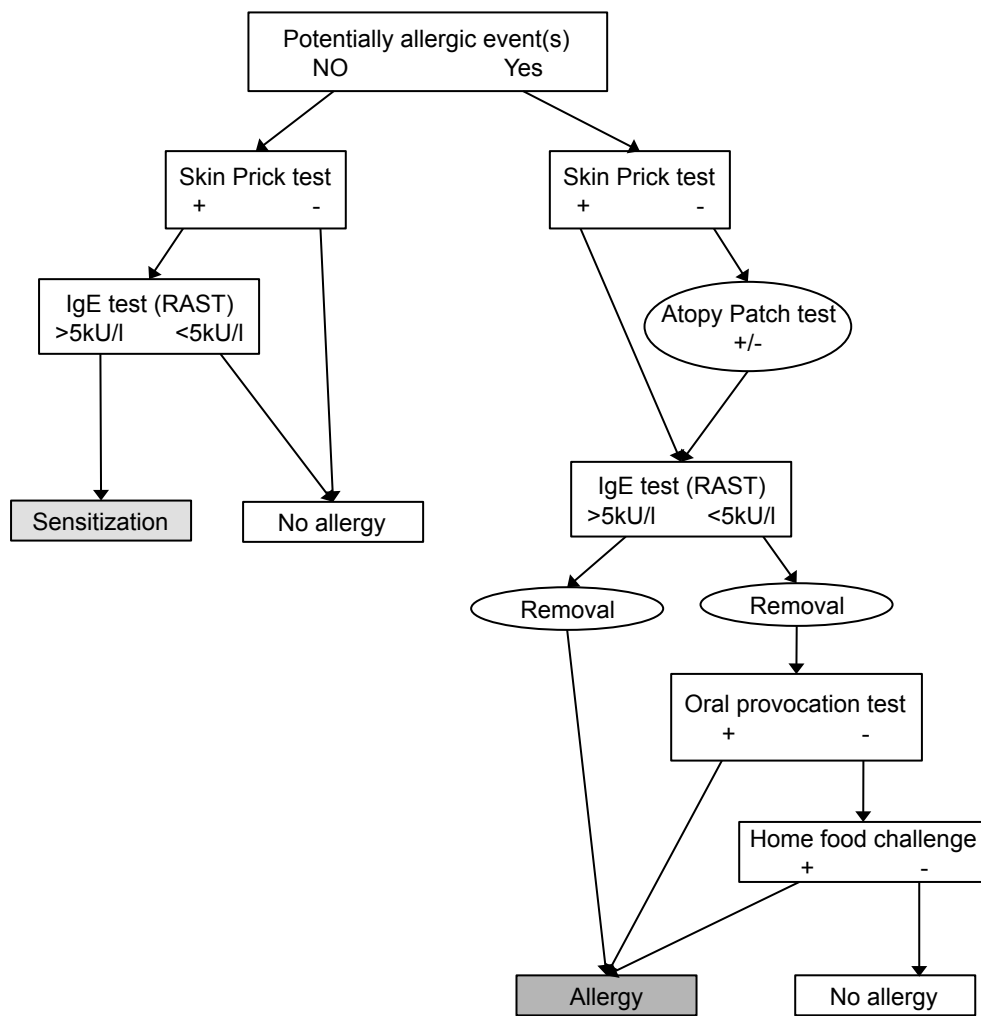 Potentially allergic event(s)
NO Yes
Skin Prick test
+ -
Skin Prick test
+ -
IgE test (RAST)
>5kU/l <5kU/l
Atopy Patch test
+/-
IgE test (RAST)
>5kU/l <5kU/l
Sensitization
No allergy
Removal
Removal
Oral provocation test
+ -
Home food challenge
+ -
Allergy
No allergy